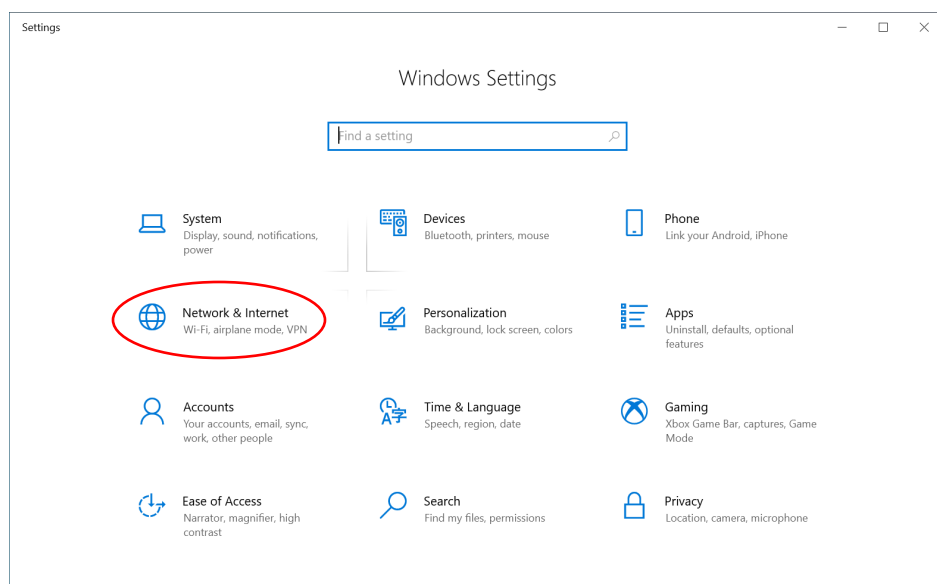 Settings
Windows Settings
Find a setting
System
Display, sound, notifications,
power
Devices
Bluetooth, printers, mouse
Phone
Link your Android, iPhone
Network & Internet
Wi-Fi, airplane mode, VPN
Personalization
Background, lock screen, colors
Apps
Uninstall, defaults, optional
features
Accounts
Your accounts, email, sync,
work, other people
Time & Language
Speech, region, date
Gaming
Xbox Game Bar, captures, Game
Mode
Ease of Access
Narrator, magnifier, high
contrast
Search
Find my files, permissions
Privacy
Location, camera, microphone